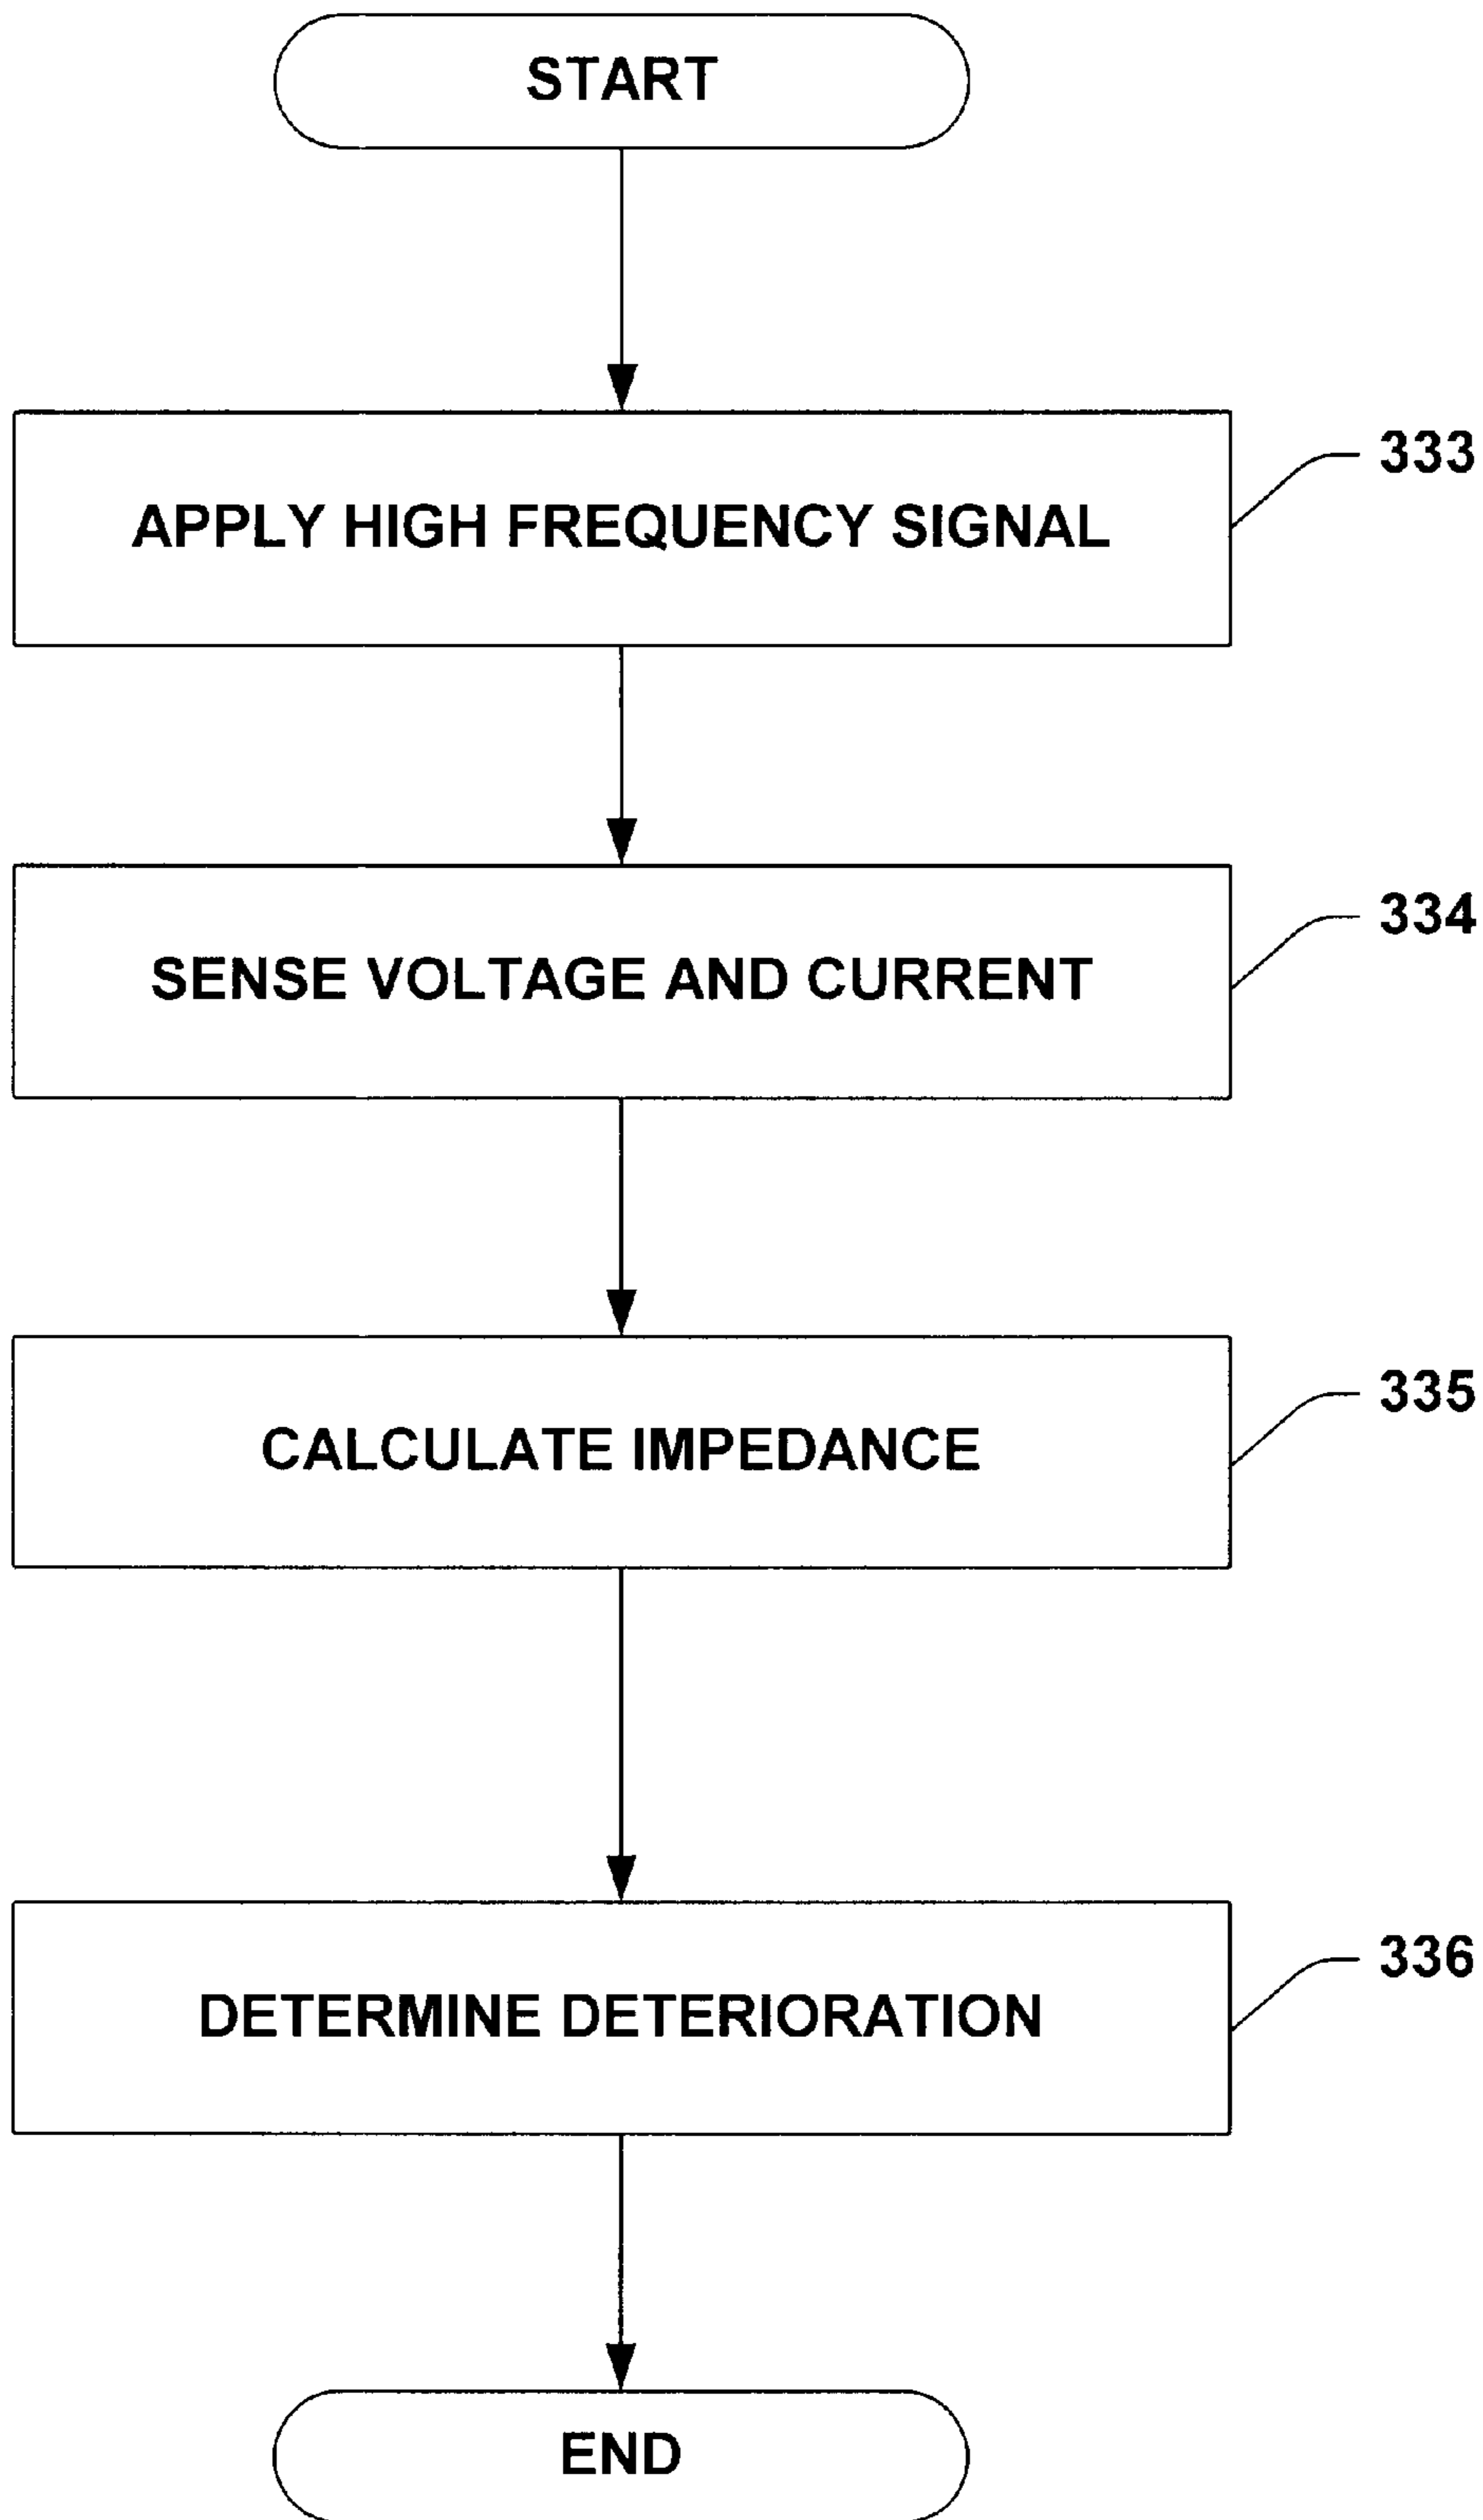 START
APPLY HIGH FREQUENCY SIGNAL
333
SENSE VOLTAGE AND CURRENT
334
CALCULATE IMPEDANCE
335
DETERMINE DETERIORATION
336
END